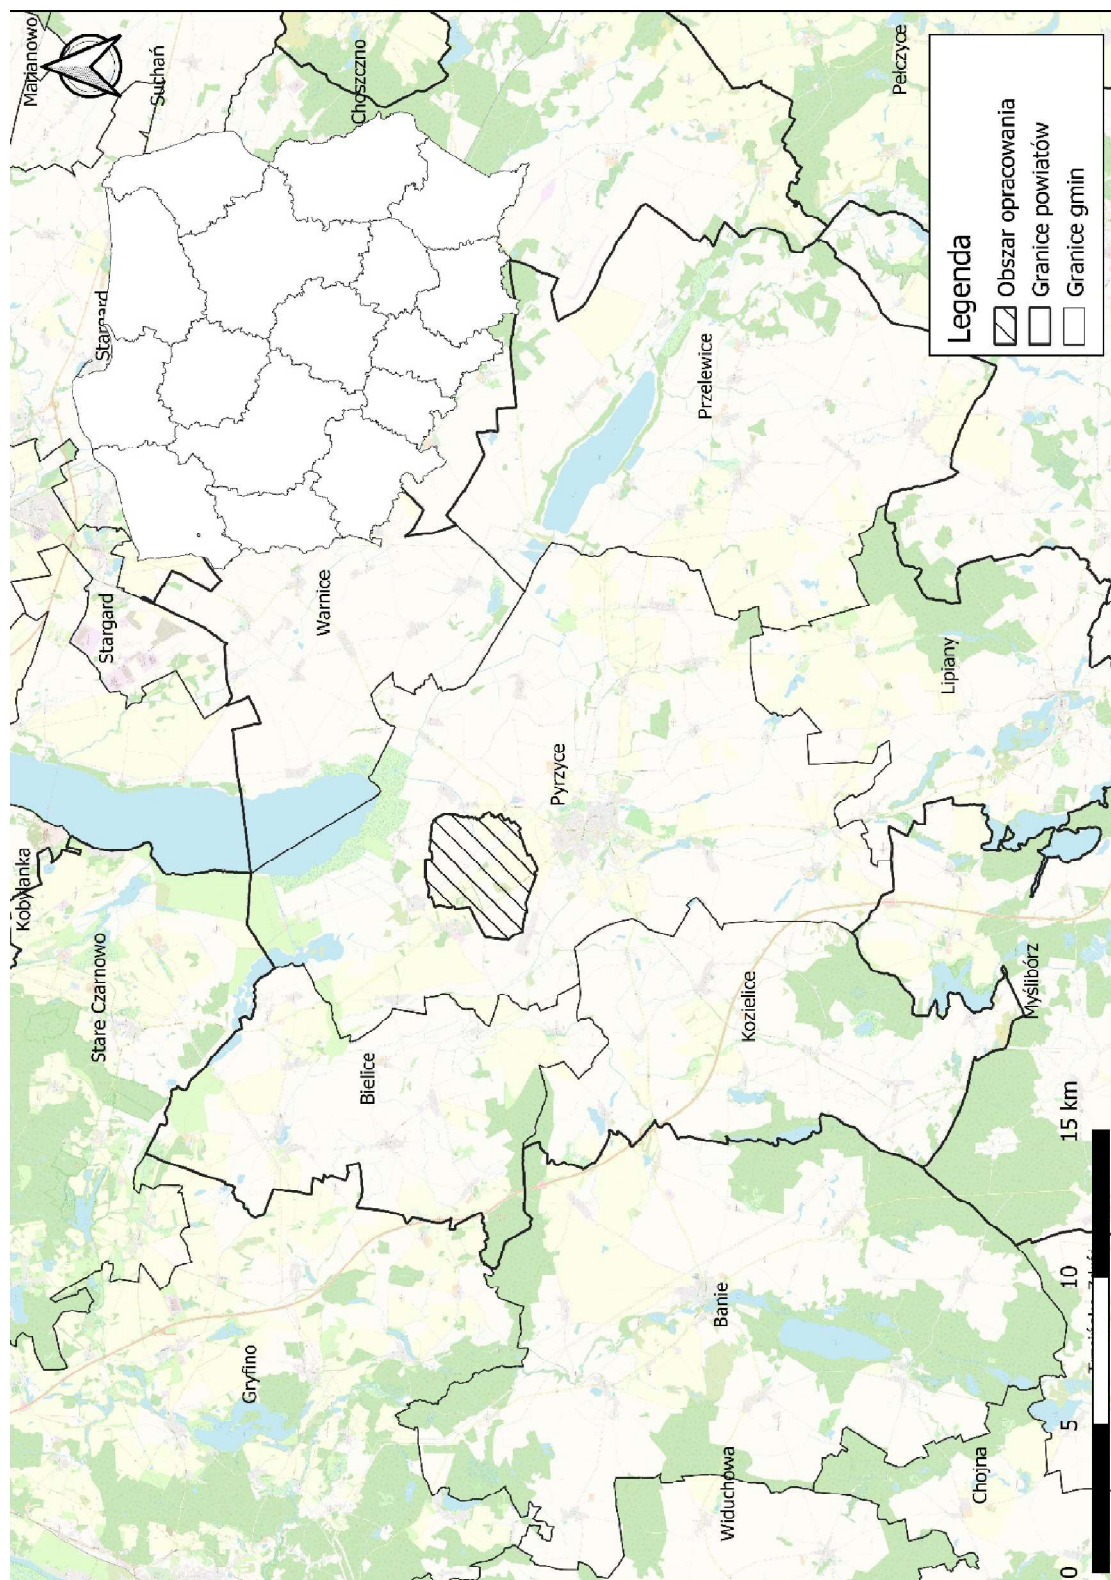 Marianowo
Suchań
Choszczno
Pełczyce
Stargard
Kobylanka
Stargard
Warnice
Przelewice
Stare Czarnowo
Pyrzyce
Lipiany
Bielice
Kozielice
Myślibórz
Gryfino
Banie
Widuchowa
Chojna
Legenda
Obszar opracowania
Granice powiatów
Granice gmin
0 5 10 15 km